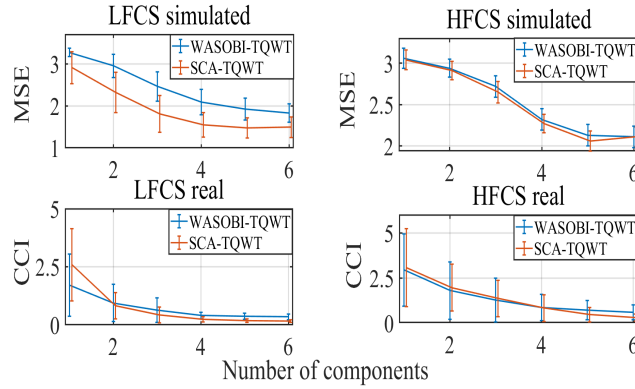 LFCS simulated
WASOBI-TQWT
SCA-TQWT
MSE
3
2
1
2
4
6
HFCS simulated
WASOBI-TQWT
SCA-TQWT
MSE
3
2.5
2
2
4
6
LFCS real
WASOBI-TQWT
SCA-TQWT
CCI
5
2.5
0
2
4
6
HFCS real
WASOBI-TQWT
SCA-TQWT
CCI
5
2.5
0
2
4
6
Number of components